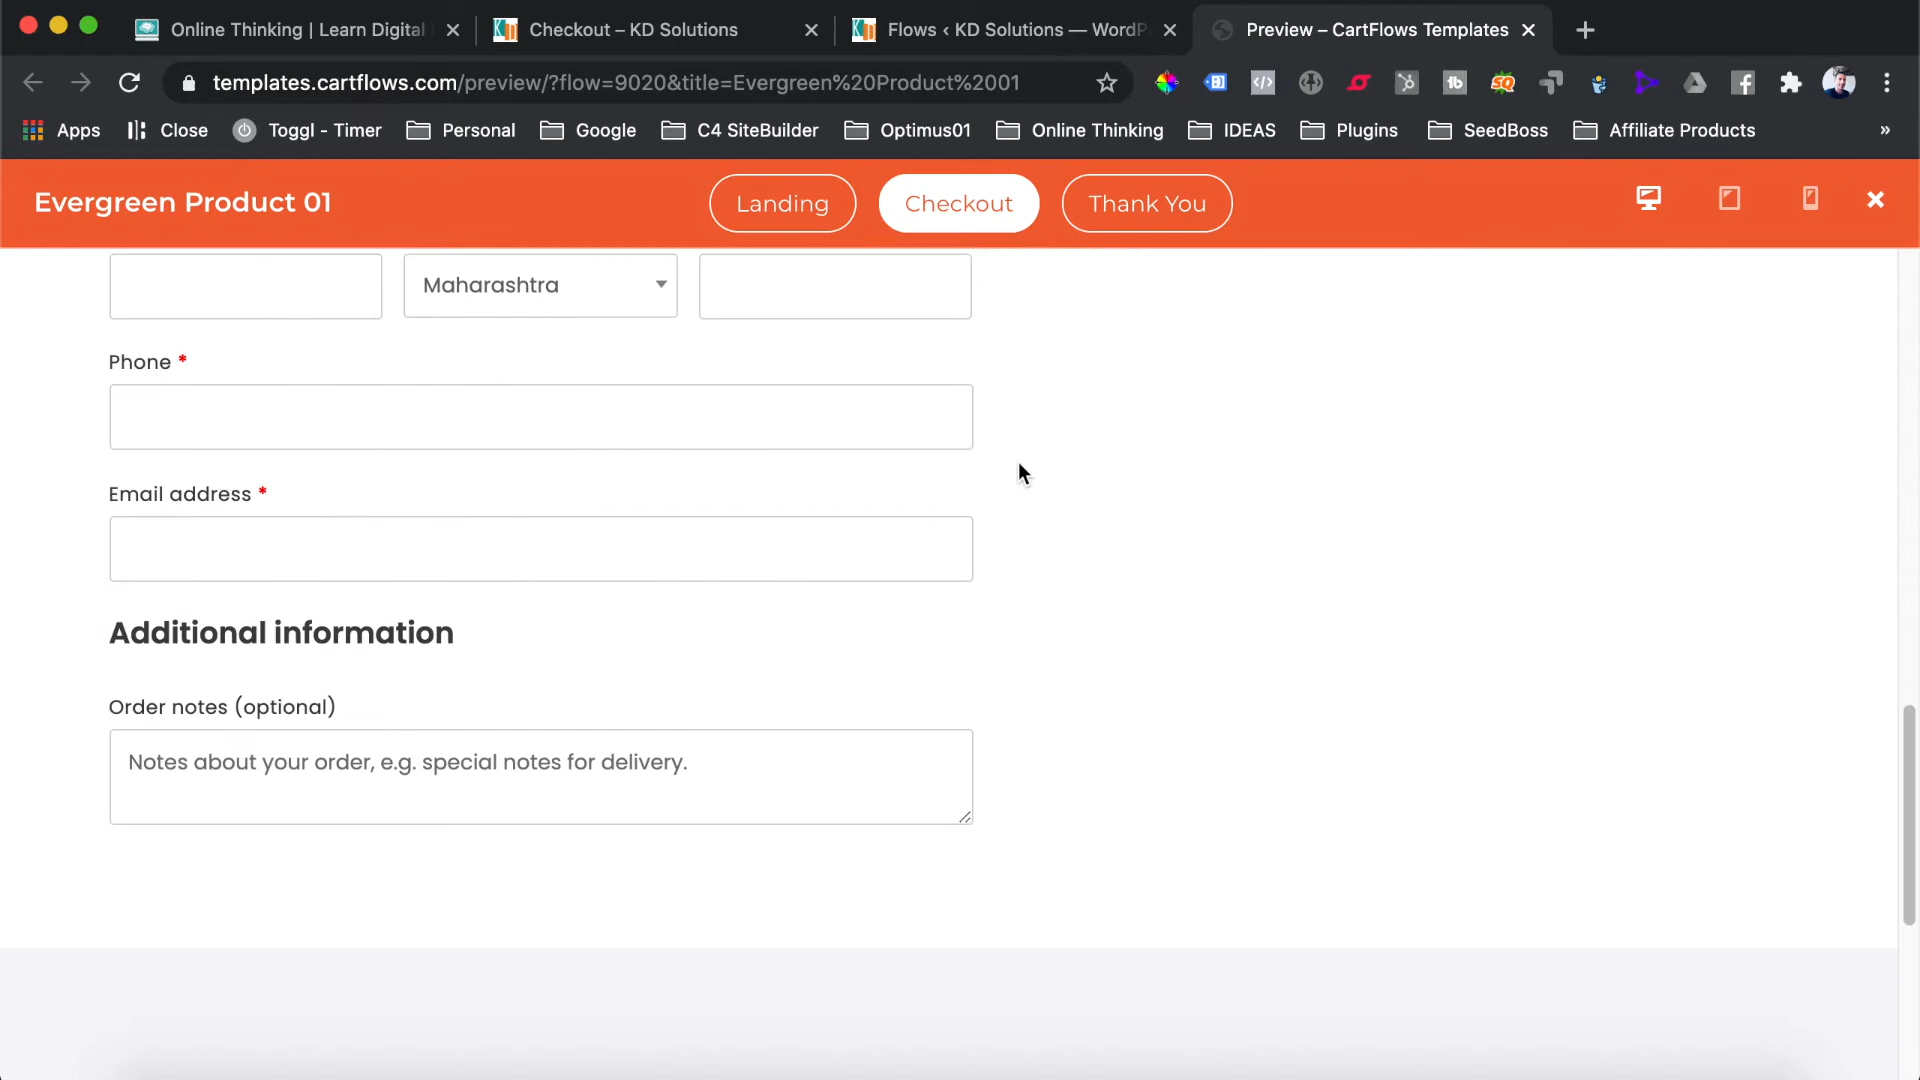 Online Thinking | Learn Digital
Checkout – KD Solutions
Flows ‹ KD Solutions — WordP
Preview – CartFlows Templates
templates.cartflows.com/preview/?flow=9020&title=Evergreen%20Product%2001
Apps
Close
Toggl - Timer
Personal
Google
C4 SiteBuilder
Optimus01
Online Thinking
IDEAS
Plugins
SeedBoss
Affiliate Products
»
Evergreen Product 01
Landing
Checkout
Thank You
Maharashtra
Phone *
Email address *
Additional information
Order notes (optional)
Notes about your order, e.g. special notes for delivery.